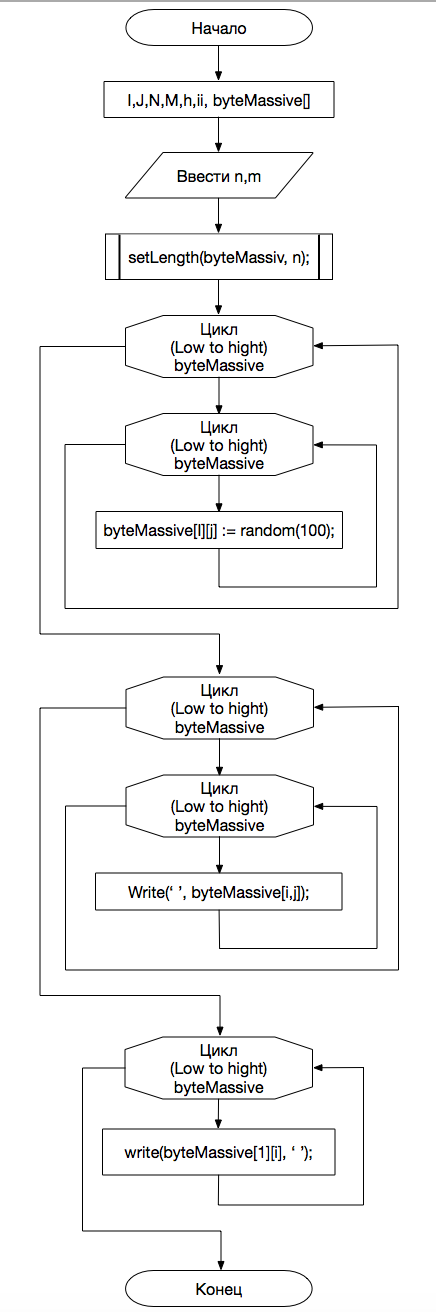 Начало
I,J,N,M,h,ii, byteMassive[]
Ввести n,m
setLength(byteMassiv, n);
Цикл
(Low to hight)
byteMassive
Цикл
(Low to hight)
byteMassive
byteMassive[I][j] := random(100);
Цикл
(Low to hight)
byteMassive
Цикл
(Low to hight)
byteMassive
Write(‘ ’, byteMassive[i,j]);
Цикл
(Low to hight)
byteMassive
write(byteMassive[1][i], ‘ ’);
Конец